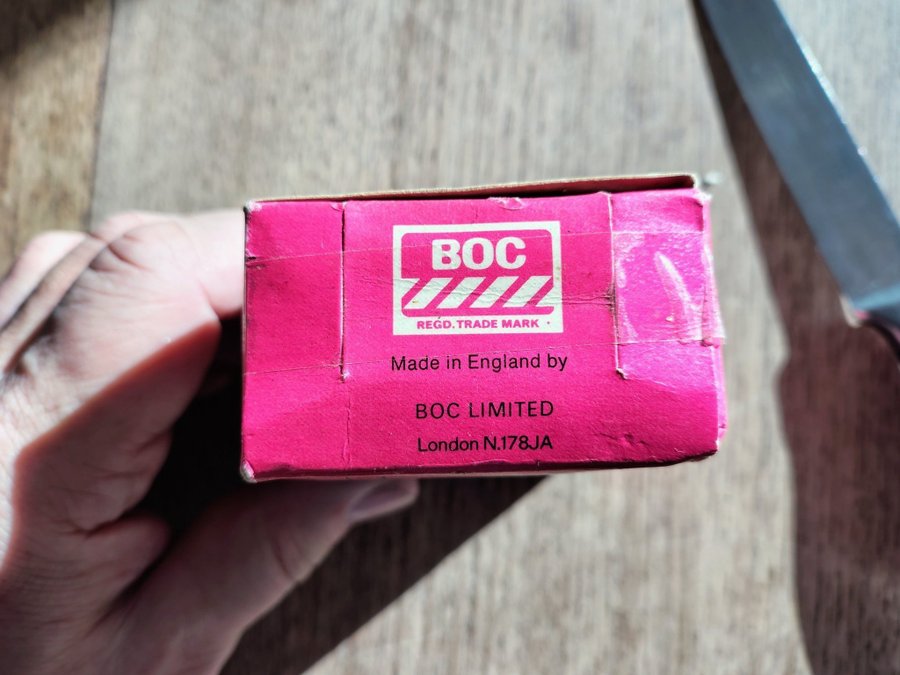 BOC
REGD. TRADE MARK
Made in England by
BOC LIMITED
London N.178JA